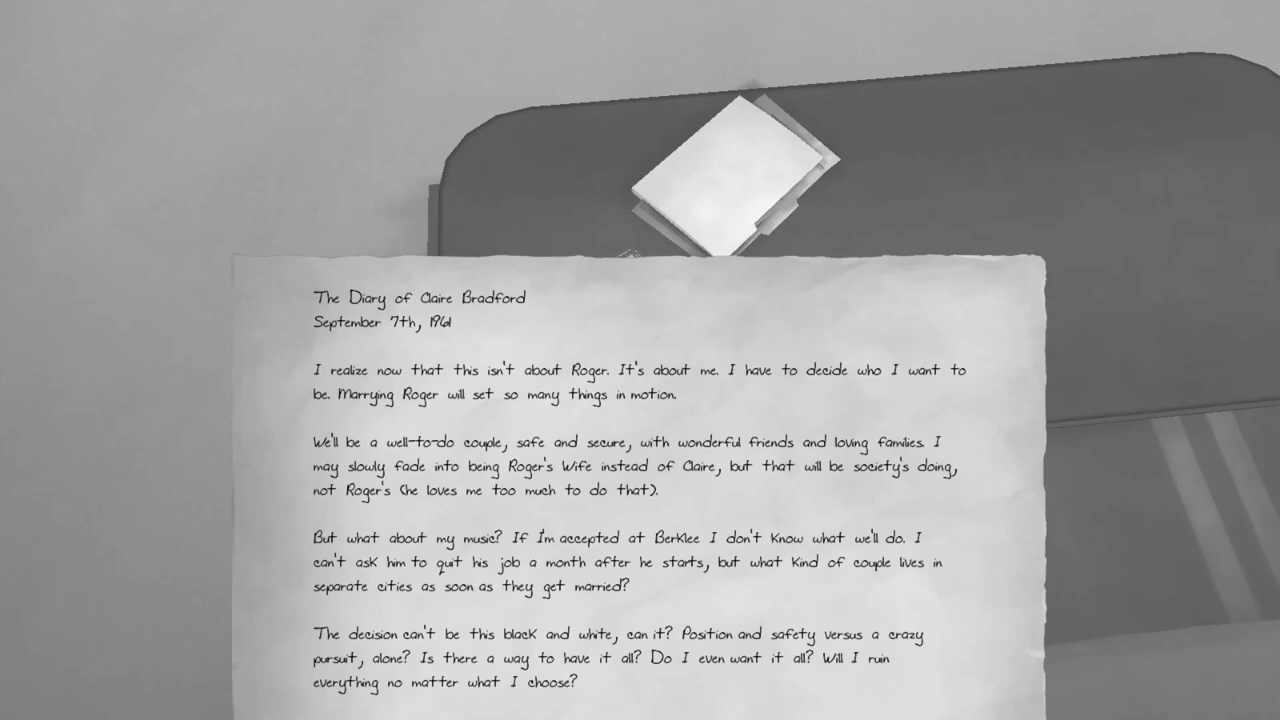 The Diary of Claire Bradford
September 7th, 1961
I realize now that this isn't about Roger. It's about me. I have to decide who I want to
be. Marrying Roger will set so many things in motion.
We'll be a well-to-do couple, safe and secure, with wonderful friends and loving families. I
may slowly fade into being Roger's Wife instead of Claire, but that will be society's doing,
not Roger's (he loves me too much to do that).
But what about my music? If I'm accepted at Berklee I don't know what we'll do. I
can't ask him to quit his job a month after he starts, but what kind of couple lives in
separate cities as soon as they get married?
The decision can't be this black and white, can it? Position and safety versus a crazy
pursuit, alone? Is there a way to have it all? Do I even want it all? Will I ruin
everything no matter what I choose?